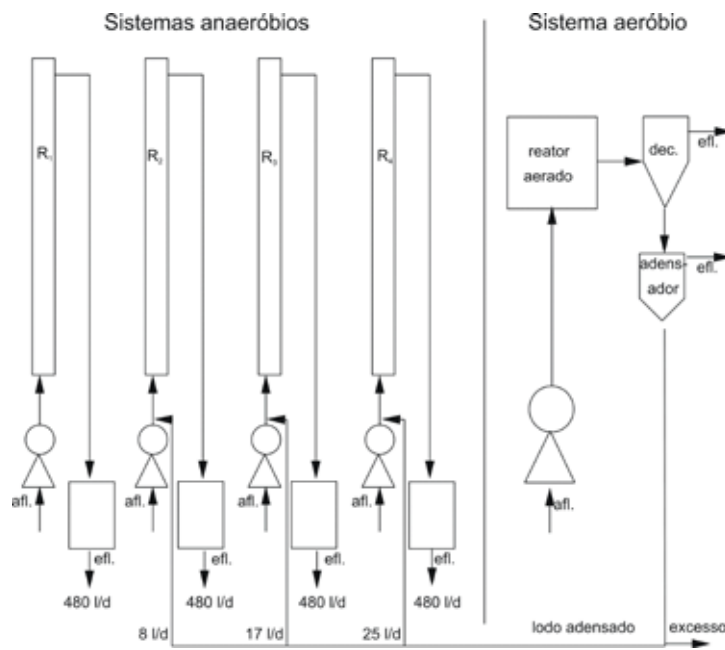 Sistemas anaeróbios
Sistema aeróbio
R₁
R₂
R₃
R₄
reator
aerado
dec.
efl.
adens-
ador
efl.
afl.
afl.
afl.
afl.
afl.
efl.
efl.
efl.
efl.
480 l/d
480 l/d
480 l/d
480 l/d
8 l/d
17 l/d
25 l/d
lodo adensado
excesso